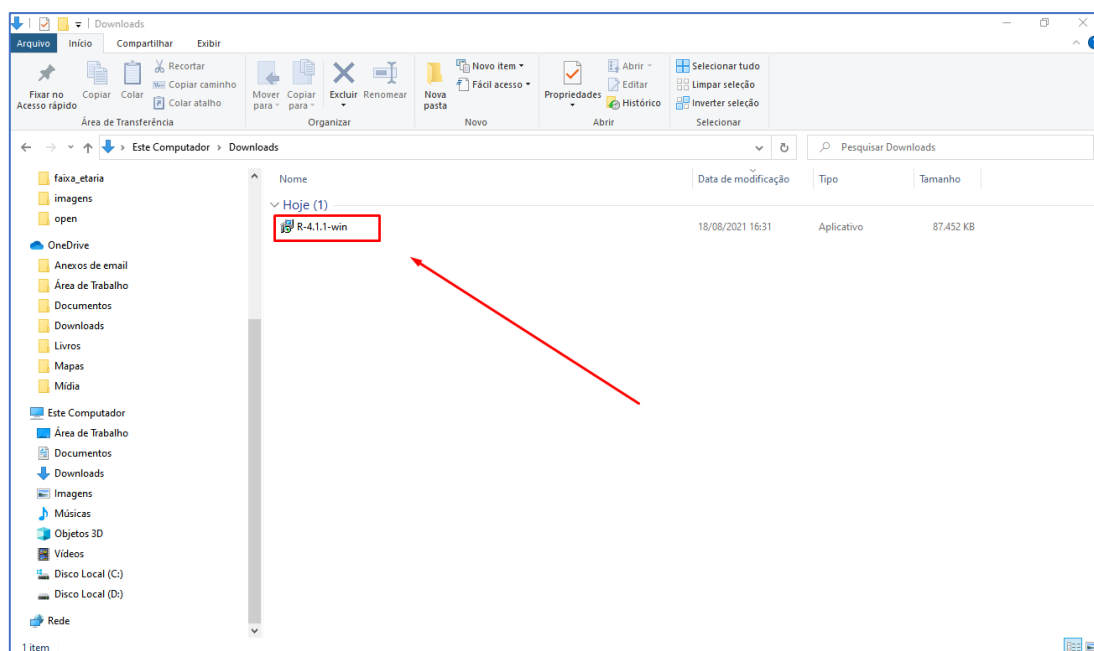 Downloads
Arquivo Início Compartilhar Exibir
Fixar no Acesso rápido
Copiar
Colar
Recortar
Copiar caminho
Colar atalho
Área de Transferência
Mover para
Copiar para
Excluir
Renomear
Organizar
Nova pasta
Novo item
Fácil acesso
Novo
Propriedades
Abrir
Editar
Histórico
Abrir
Selecionar tudo
Limpar seleção
Inverter seleção
Selecionar
Este Computador > Downloads
Pesquisar Downloads
faixa_etaria
imagens
open
OneDrive
Anexos de email
Área de Trabalho
Documentos
Downloads
Livros
Mapas
Mídia
Este Computador
Área de Trabalho
Documentos
Downloads
Imagens
Músicas
Objetos 3D
Vídeos
Disco Local (C:)
Disco Local (D:)
Rede
Nome Data de modificação Tipo Tamanho
Hoje (1)
R-4.1.1-win 18/08/2021 16:31 Aplicativo 87.452 KB
1 item